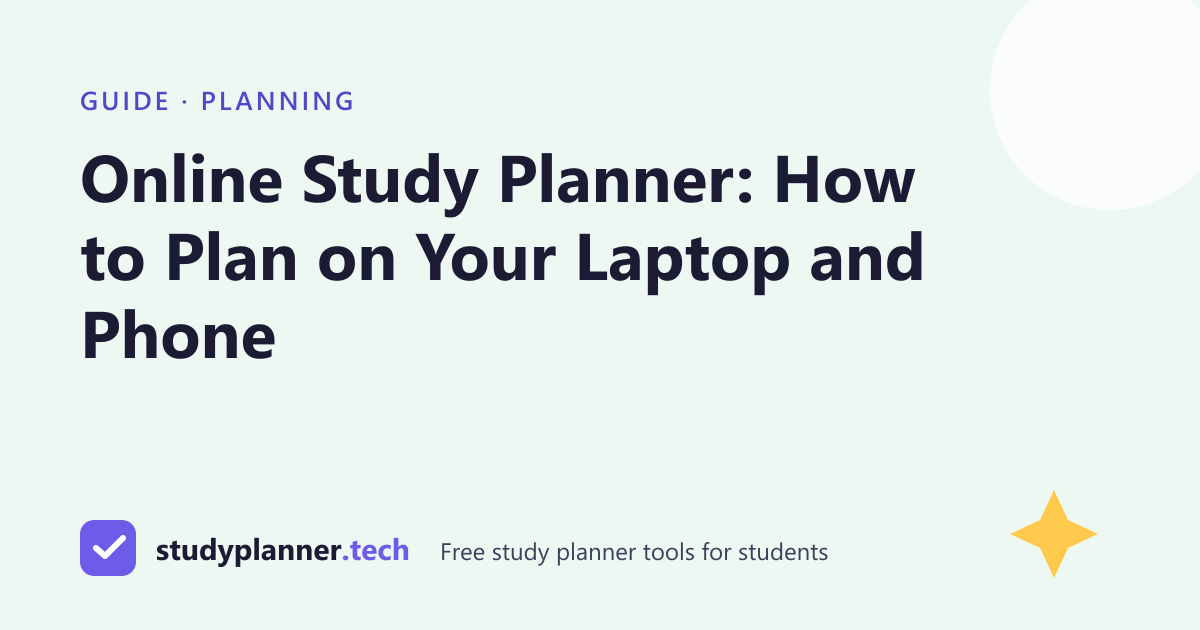 GUIDE · PLANNING
Online Study Planner: How
to Plan on Your Laptop and
Phone
studyplanner.tech Free study planner tools for students